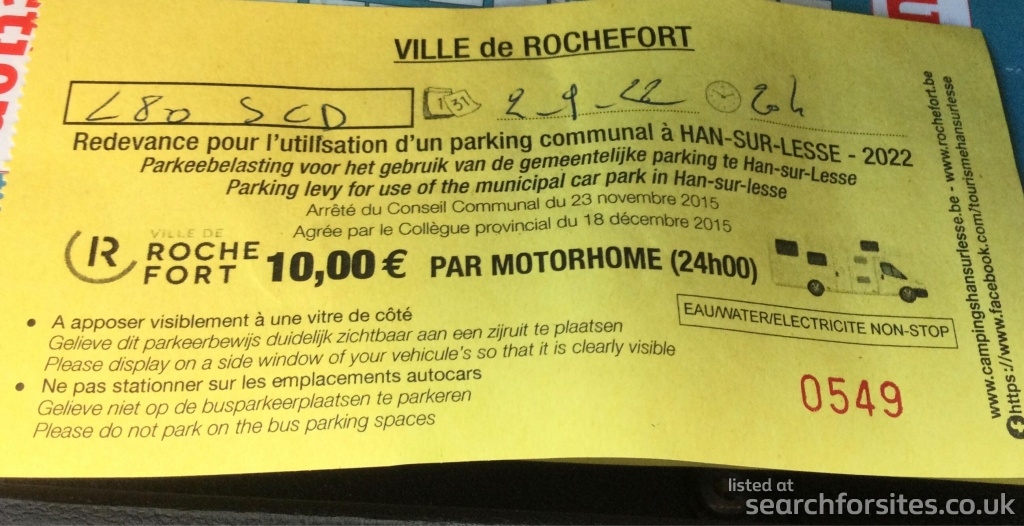 VILLE de ROCHEFORT
L80 SCD 2-9-22 20h
Redevance pour l'utilisation d'un parking communal à HAN-SUR-LESSE - 2022
Parkeebelasting voor het gebruik van de gemeentelijke parking te Han-sur-Lesse
Parking levy for use of the municipal car park in Han-sur-lesse
Arrêté du Conseil Communal du 23 novembre 2015
Agrée par le Collègue provincial du 18 décembre 2015
VILLE DE
ROCHE
FORT
10,00 € PAR MOTORHOME (24h00)
EAU/WATER/ELECTRICITE NON-STOP
• A apposer visiblement à une vitre de côté
Gelieve dit parkeerbewijs duidelijk zichtbaar aan een zijruit te plaatsen
Please display on a side window of your vehicule's so that it is clearly visible
• Ne pas stationner sur les emplacements autocars
Gelieve niet op de busparkeerplaatsen te parkeren
Please do not park on the bus parking spaces
0549
www.campingshansurlesse.be - www.rochefort.be
https://www.facebook.com/tourismehansurlesse
listed at
searchforsites.co.uk